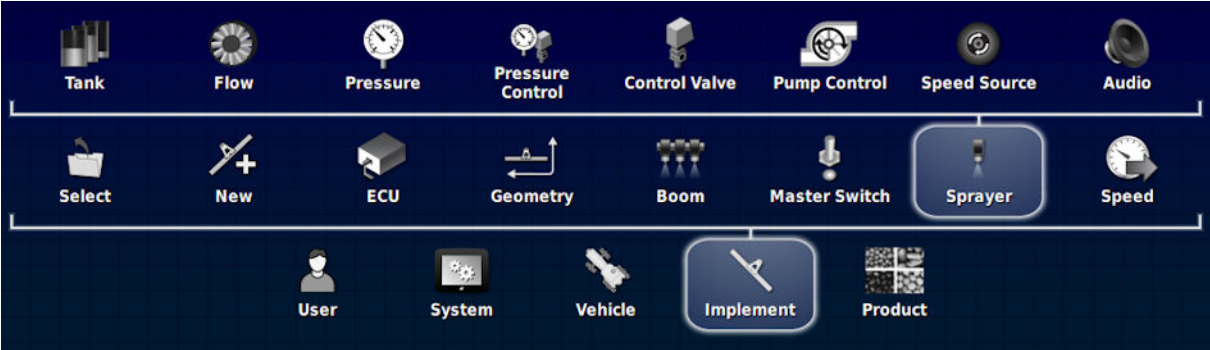 Tank
Flow
Pressure
Pressure
Control
Control Valve
Pump Control
Speed Source
Audio
Select
New
ECU
Geometry
Boom
Master Switch
Sprayer
Speed
User
System
Vehicle
Implement
Product